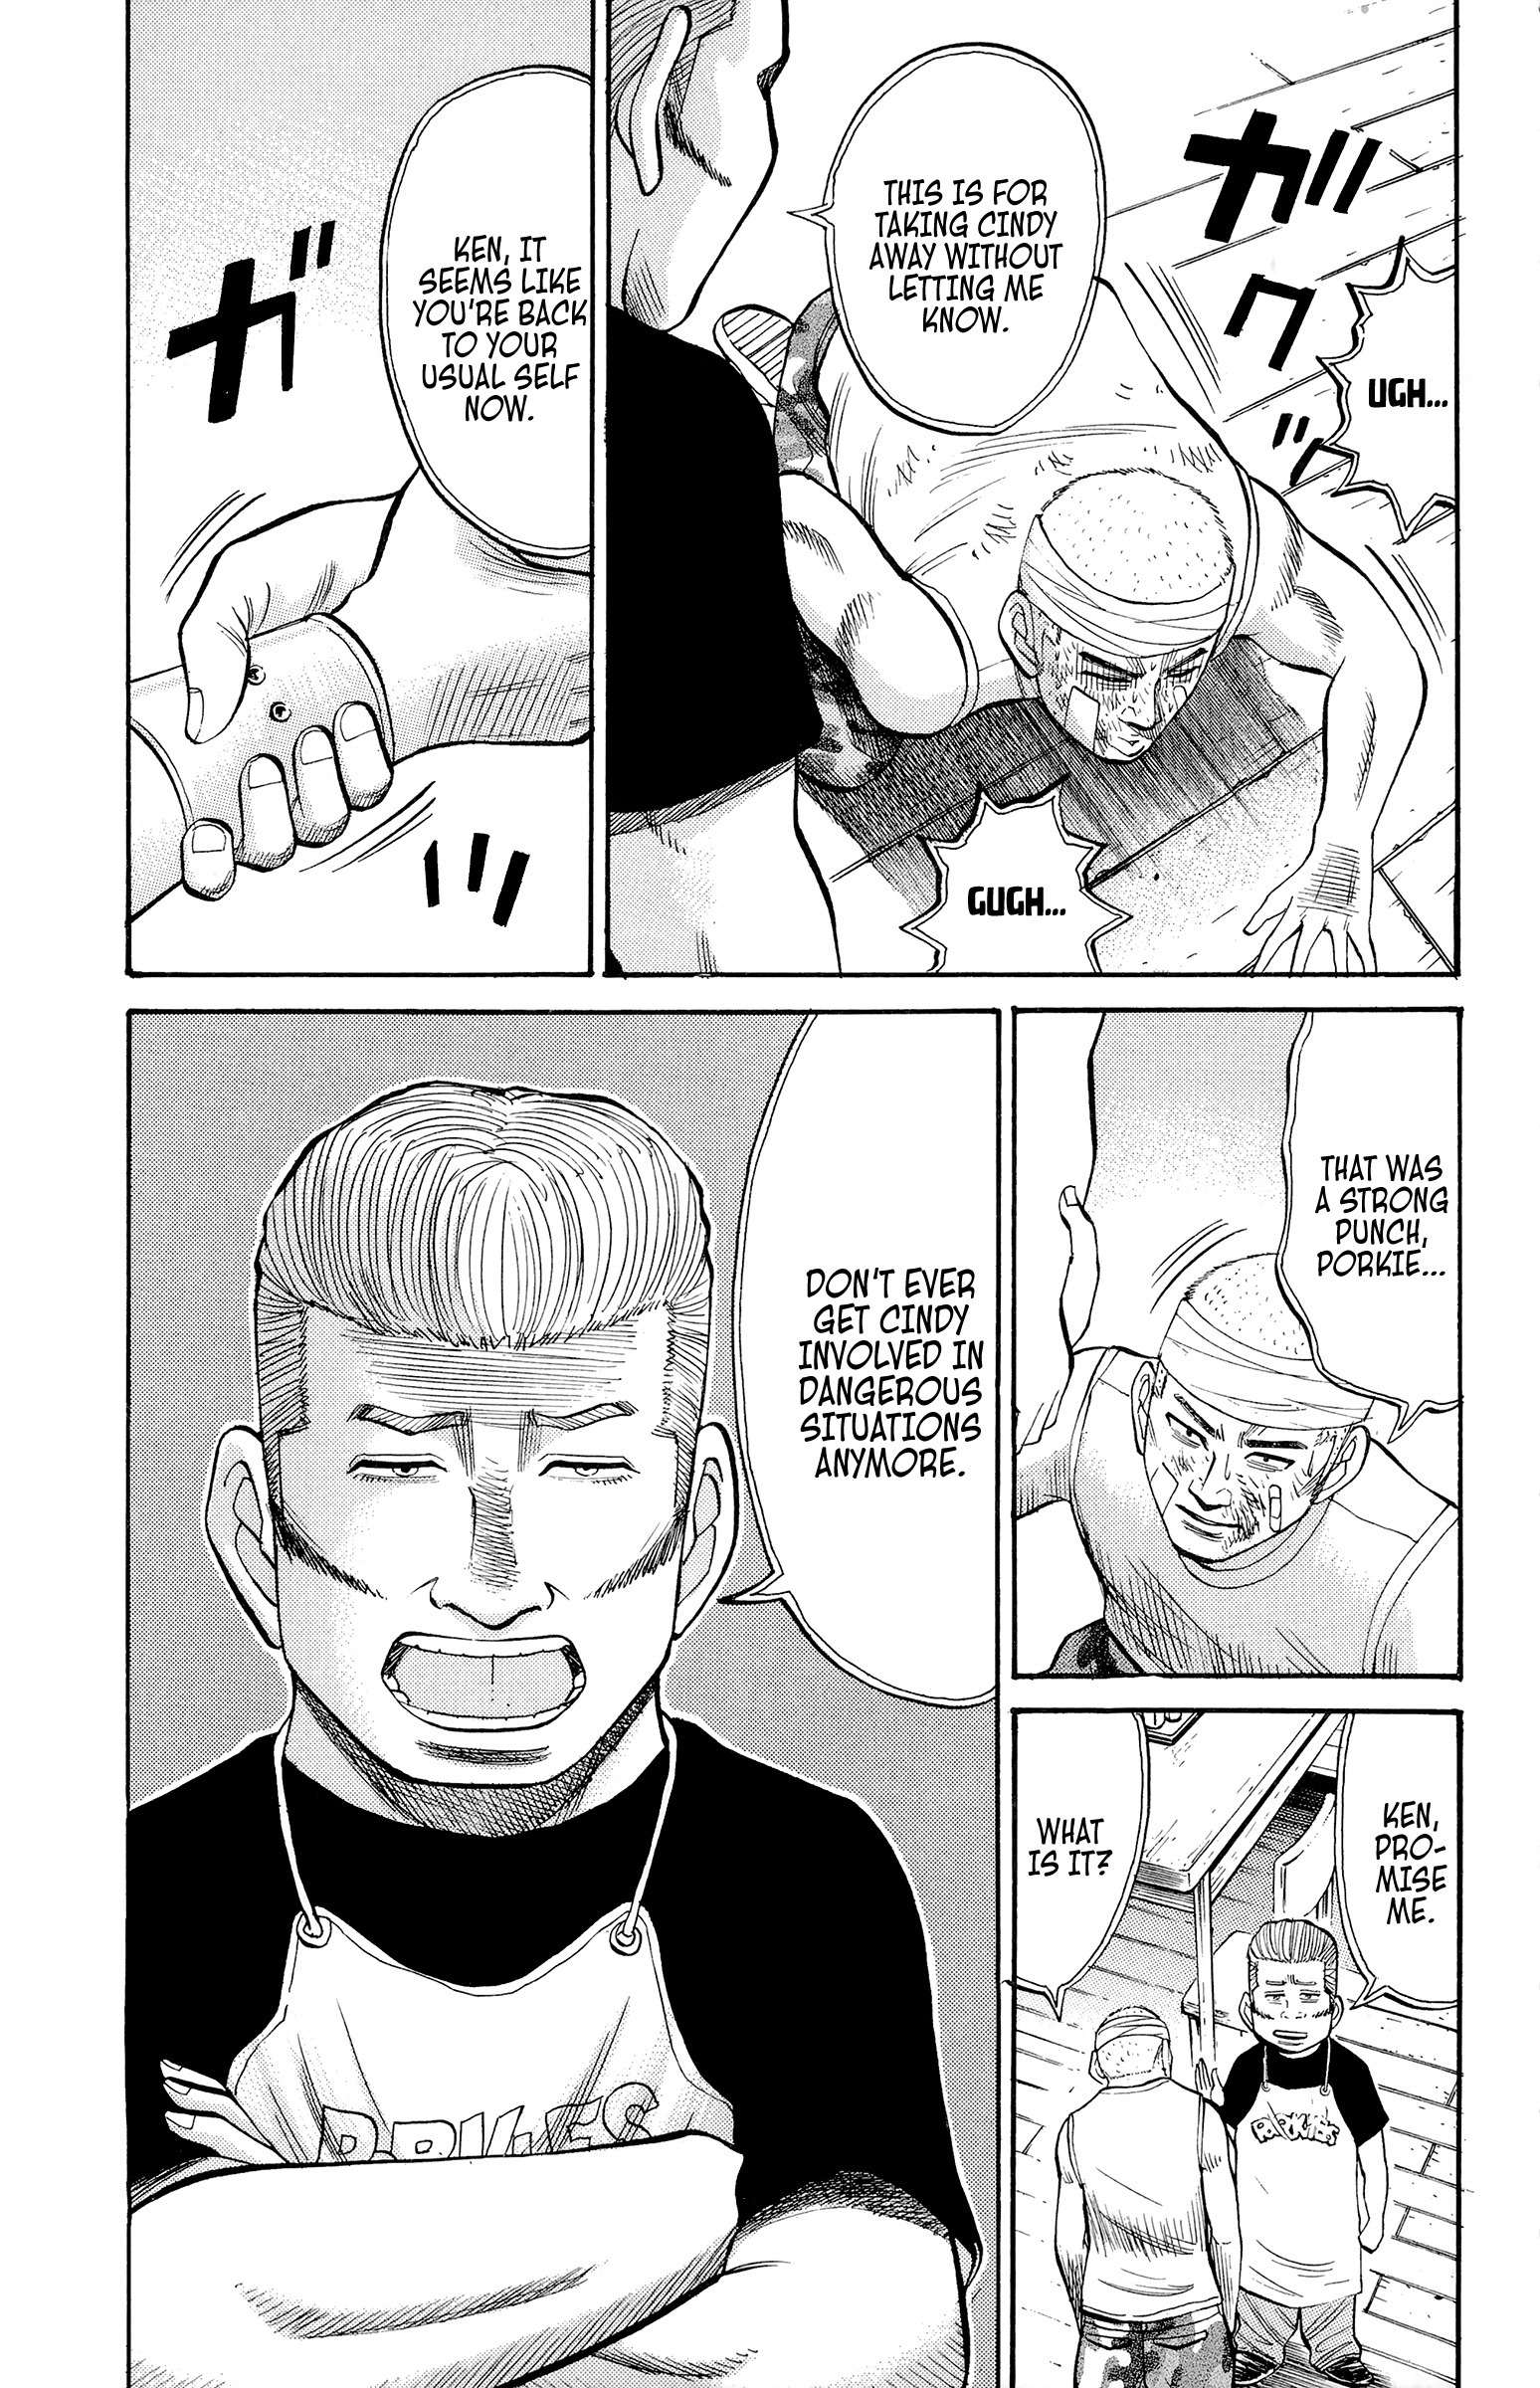 THIS IS FOR
TAKING CINDY
AWAY WITHOUT
LETTING ME
KNOW.
ガ
クッ
UGH...
GUGH...
KEN, IT
SEEMS LIKE
YOU'RE BACK
TO YOUR
USUAL SELF
NOW.
ガ
ッ
THAT WAS
A STRONG
PUNCH,
PORKIE...
KEN,
PRO-
MISE
ME.
WHAT
IS IT?
PORKIES
DON'T EVER
GET CINDY
INVOLVED IN
DANGEROUS
SITUATIONS
ANYMORE.